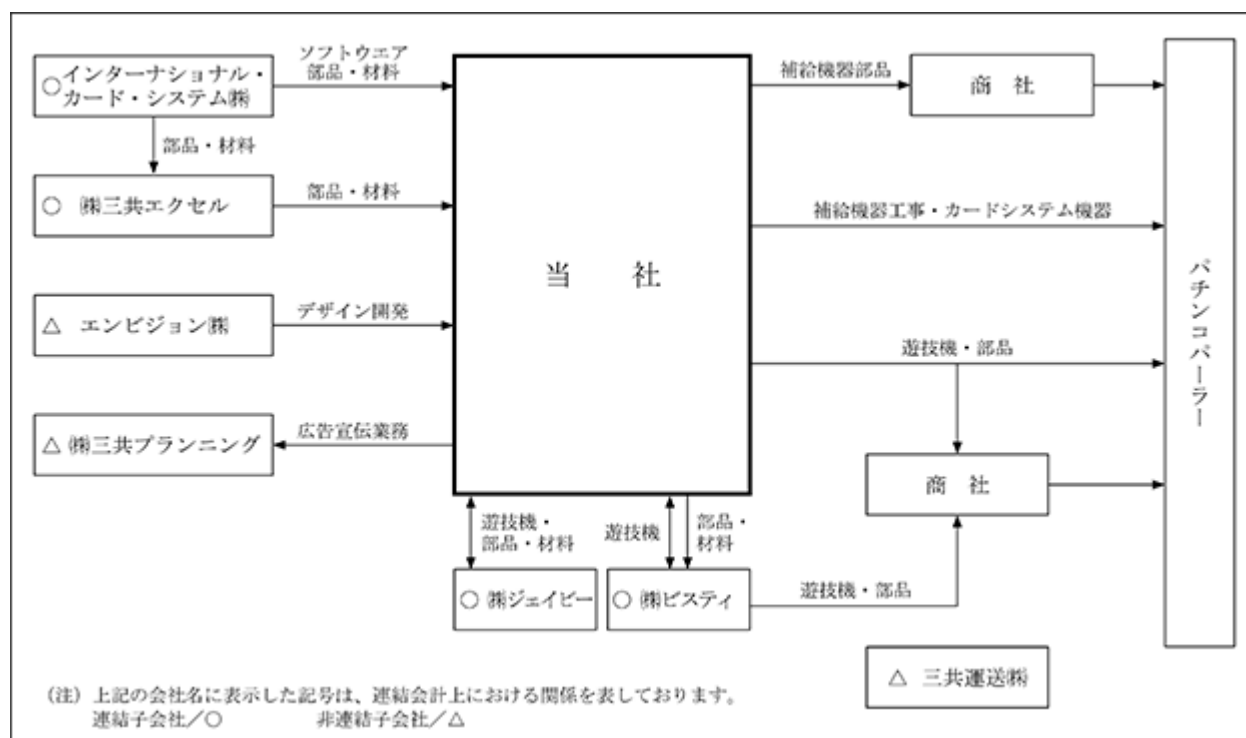 ソフトウエア
部品・材料
○インターナショナル・
カード・システム㈱
補給機器部品
商 社
部品・材料
○ ㈱三共エクセル
部品・材料
補給機器工事・カードシステム機器
当 社
パチンコパーラー
△ エンビジョン㈱
デザイン開発
遊技機・部品
△ ㈱三共プランニング
広告宣伝業務
商 社
遊技機・
部品・材料
遊技機
部品・
材料
○ ㈱ジェイビー
○ ㈱ビスティ
遊技機・部品
△ 三共運送㈱
(注) 上記の会社名に表示した記号は、連結会計上における関係を表しております。
連結子会社/○ 非連結子会社/△